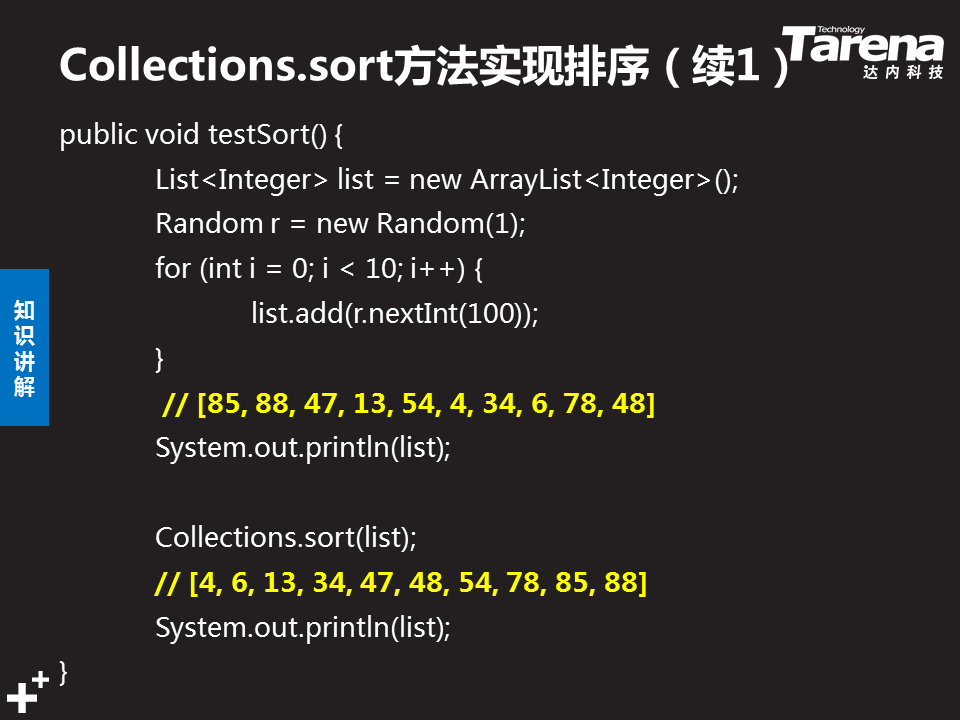 Collections.sort方法实现排序（续1）
Technology
Tarena
达内科技
public void testSort() {
List<Integer> list = new ArrayList<Integer>();
Random r = new Random(1);
for (int i = 0; i < 10; i++) {
list.add(r.nextInt(100));
}
// [85, 88, 47, 13, 54, 4, 34, 6, 78, 48]
System.out.println(list);
Collections.sort(list);
// [4, 6, 13, 34, 47, 48, 54, 78, 85, 88]
System.out.println(list);
}
知识讲解